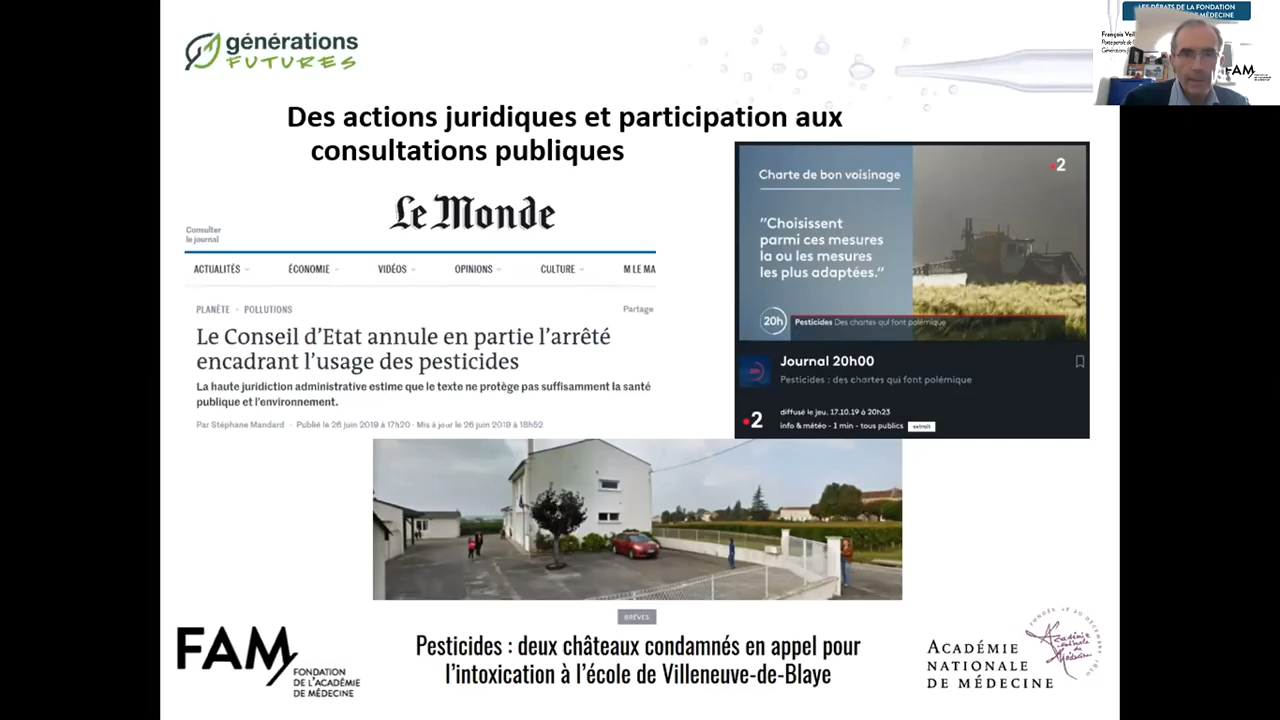 générations
FUTURES
LES DÉBATS DE LA FONDATION
DE MÉDECINE
FAM
Des actions juridiques et participation aux
consultations publiques
Consulter
le journal
Le Monde
ACTUALITÉS
ÉCONOMIE
VIDÉOS
OPINIONS
CULTURE
M LE MA
PLANÈTE · POLLUTIONS
Partage
Le Conseil d’Etat annule en partie l’arrêté
encadrant l’usage des pesticides
La haute juridiction administrative estime que le texte ne protège pas suffisamment la santé
publique et l’environnement.
Par Stéphane Mandard · Publié le 26 juin 2019 à 17h20 · Mis à jour le 26 juin 2019 à 18h52
2
Charte de bon voisinage
"Choisissent
parmi ces mesures
la ou les mesures
les plus adaptées."
20h
Pesticides Des chartes qui font polémique
Journal 20h00
Pesticides : des chartes qui font polémique
2
diffusé le jeu. 17.10.19 à 20h23
info & météo - 1 min - tous publics extrait
BRÈVES
Pesticides : deux châteaux condamnés en appel pour
l’intoxication à l’école de Villeneuve-de-Blaye
FAM
FONDATION
DE L'ACADÉMIE
DE MÉDECINE
ACADÉMIE
NATIONALE
DE MÉDECINE